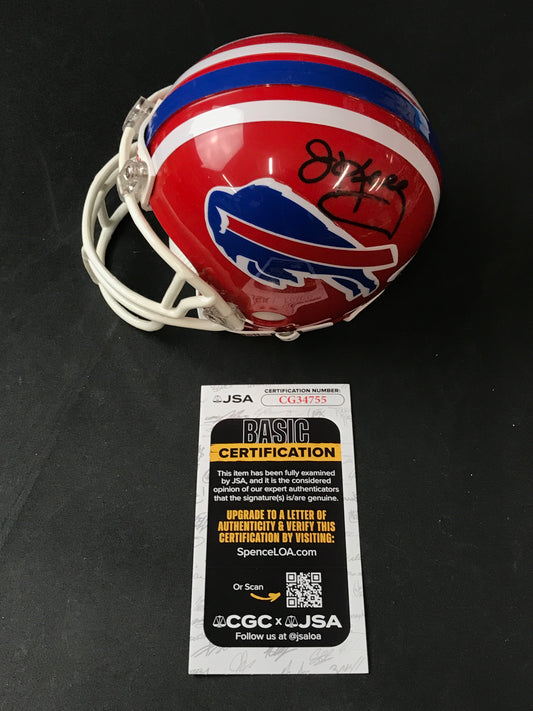 JSA
CERTIFICATION NUMBER:
CG34755
BASIC
CERTIFICATION
This item has been fully examined
by JSA, and it is the considered
opinion of our expert authenticators
that the signature(s) is/are genuine.
UPGRADE TO A LETTER OF
AUTHENTICITY & VERIFY THIS
CERTIFICATION BY VISITING:
SpenceLOA.com
Or Scan
CGC x JSA
Follow us at @jsaloa